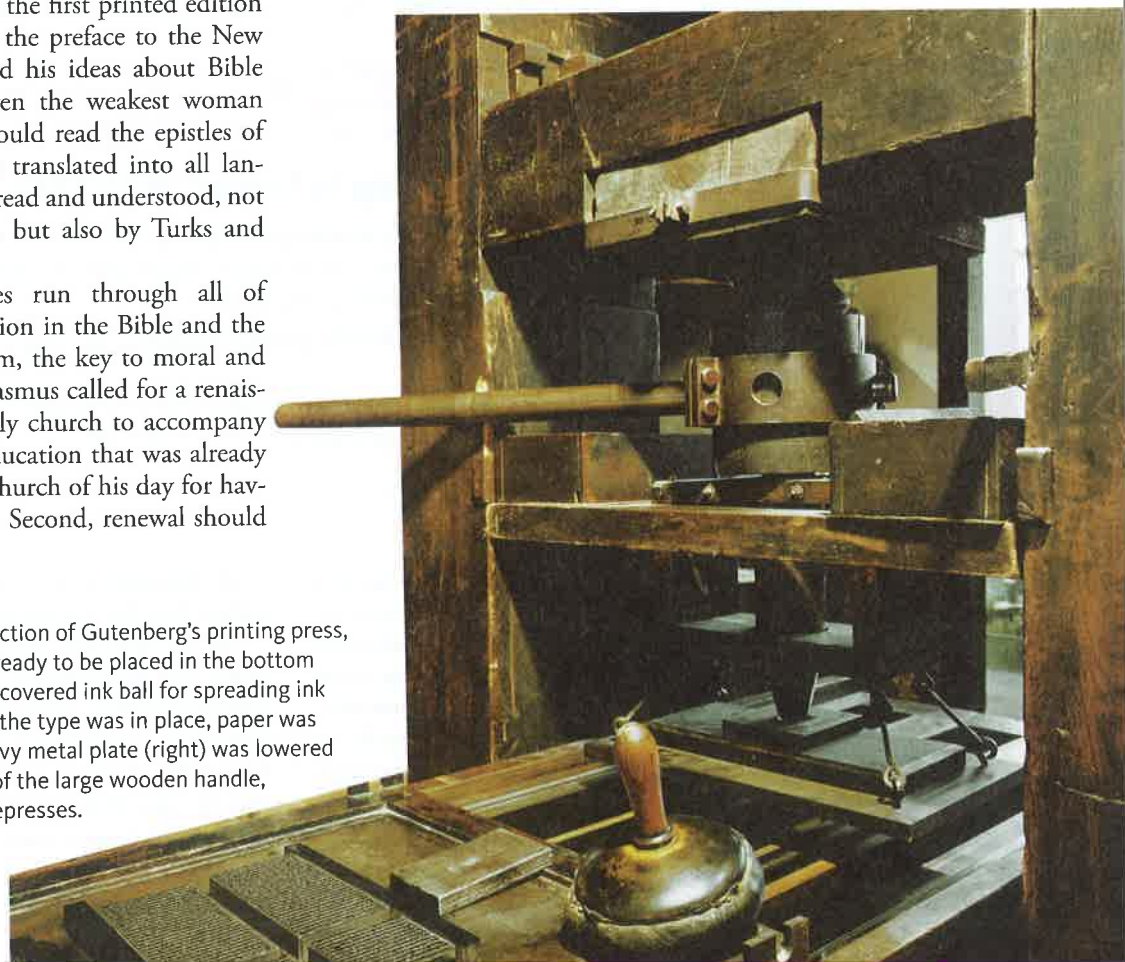 the first printed edition
the preface to the New
d his ideas about Bible
en the weakest woman
ould read the epistles of
translated into all lan-
read and understood, not
but also by Turks and
es run through all of
ion in the Bible and the
m, the key to moral and
asmus called for a renais-
ly church to accompany
ucation that was already
hurch of his day for hav-
Second, renewal should
ction of Gutenberg's printing press,
eady to be placed in the bottom
covered ink ball for spreading ink
the type was in place, paper was
vy metal plate (right) was lowered
of the large wooden handle,
epresses.